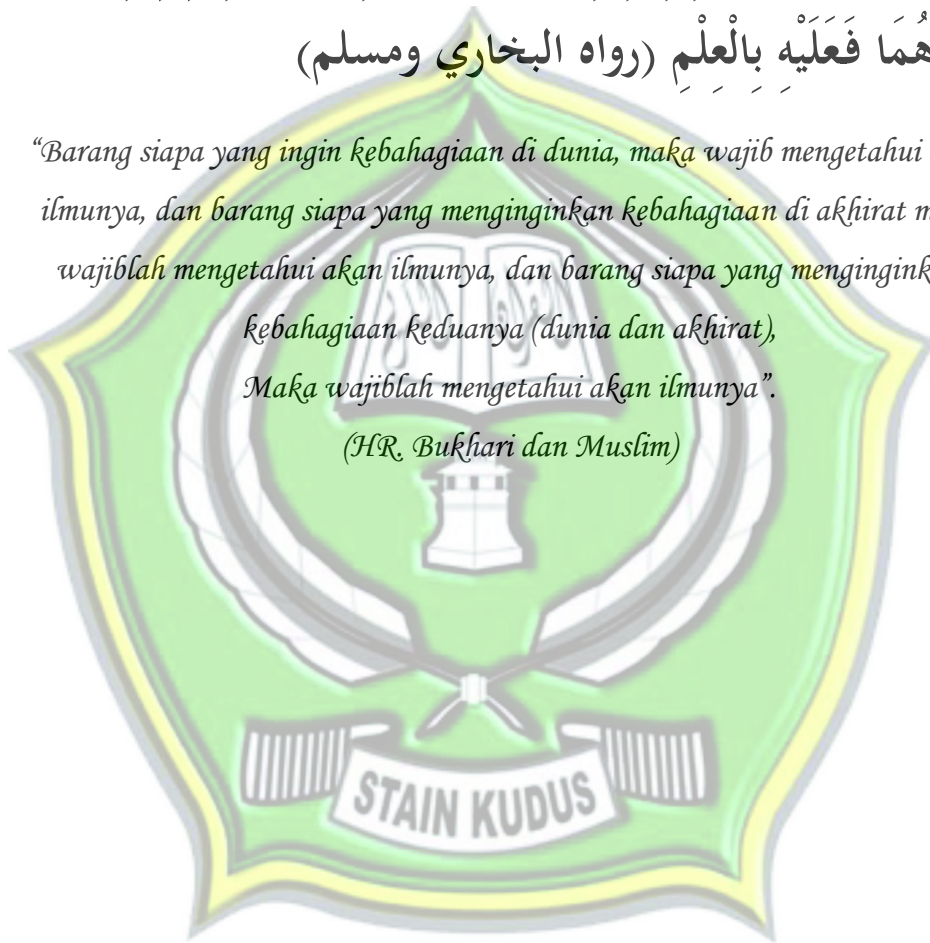 هُمَا فَعَلَيْهِ بِالْعِلْمِ (رواه البخاري ومسلم)
“Barang siapa yang ingin kebahagiaan di dunia, maka wajib mengetahui
ilmunya, dan barang siapa yang menginginkan kebahagiaan di akhirat
wajiblah mengetahui akan ilmunya, dan barang siapa yang
kebahagiaan keduanya (dunia dan akhirat),
Maka wajiblah mengetahui akan ilmunya”.
(HR. Bukhari dan Muslim)
STAIN KUDUS